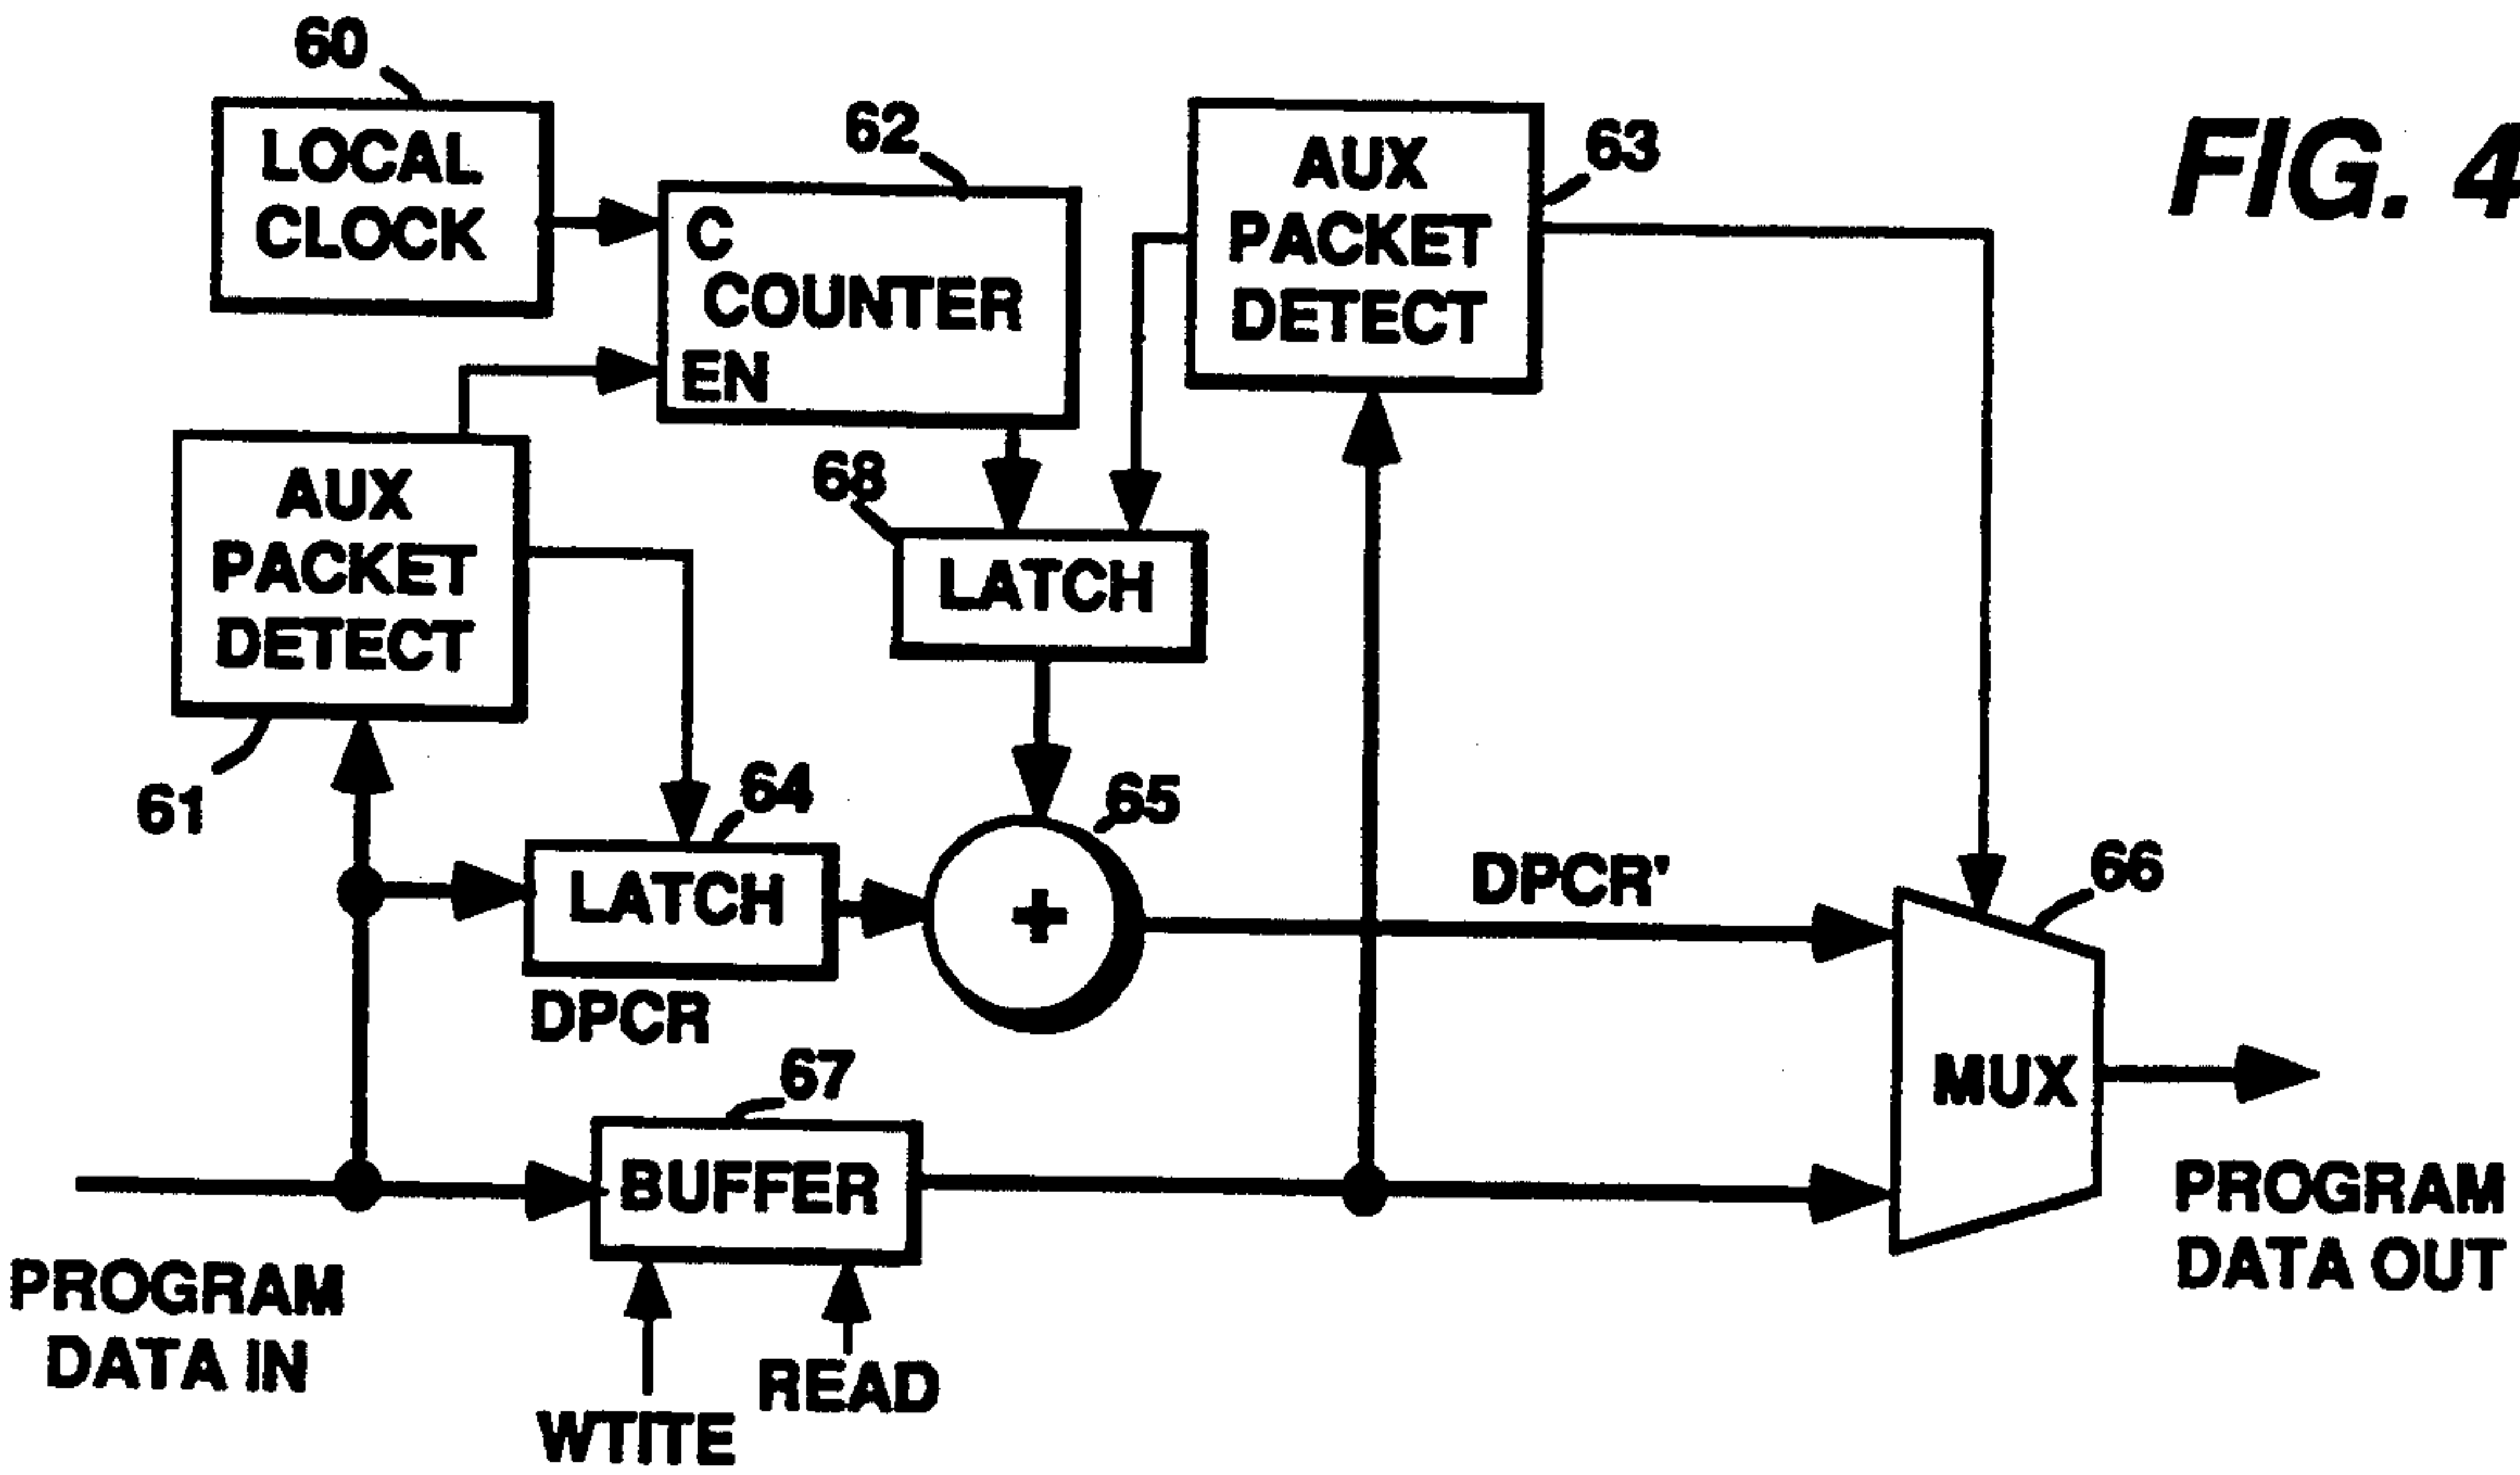 60
LOCAL
CLOCK
62
C
COUNTER
EN
AUX
PACKET
DETECT
63
FIG. 4
AUX
PACKET
DETECT
61
68
LATCH
64
LATCH
DPCR
65
+
DPCR'
66
MUX
67
BUFFER
PROGRAM
DATA IN
WTITE
READ
PROGRAM
DATA OUT